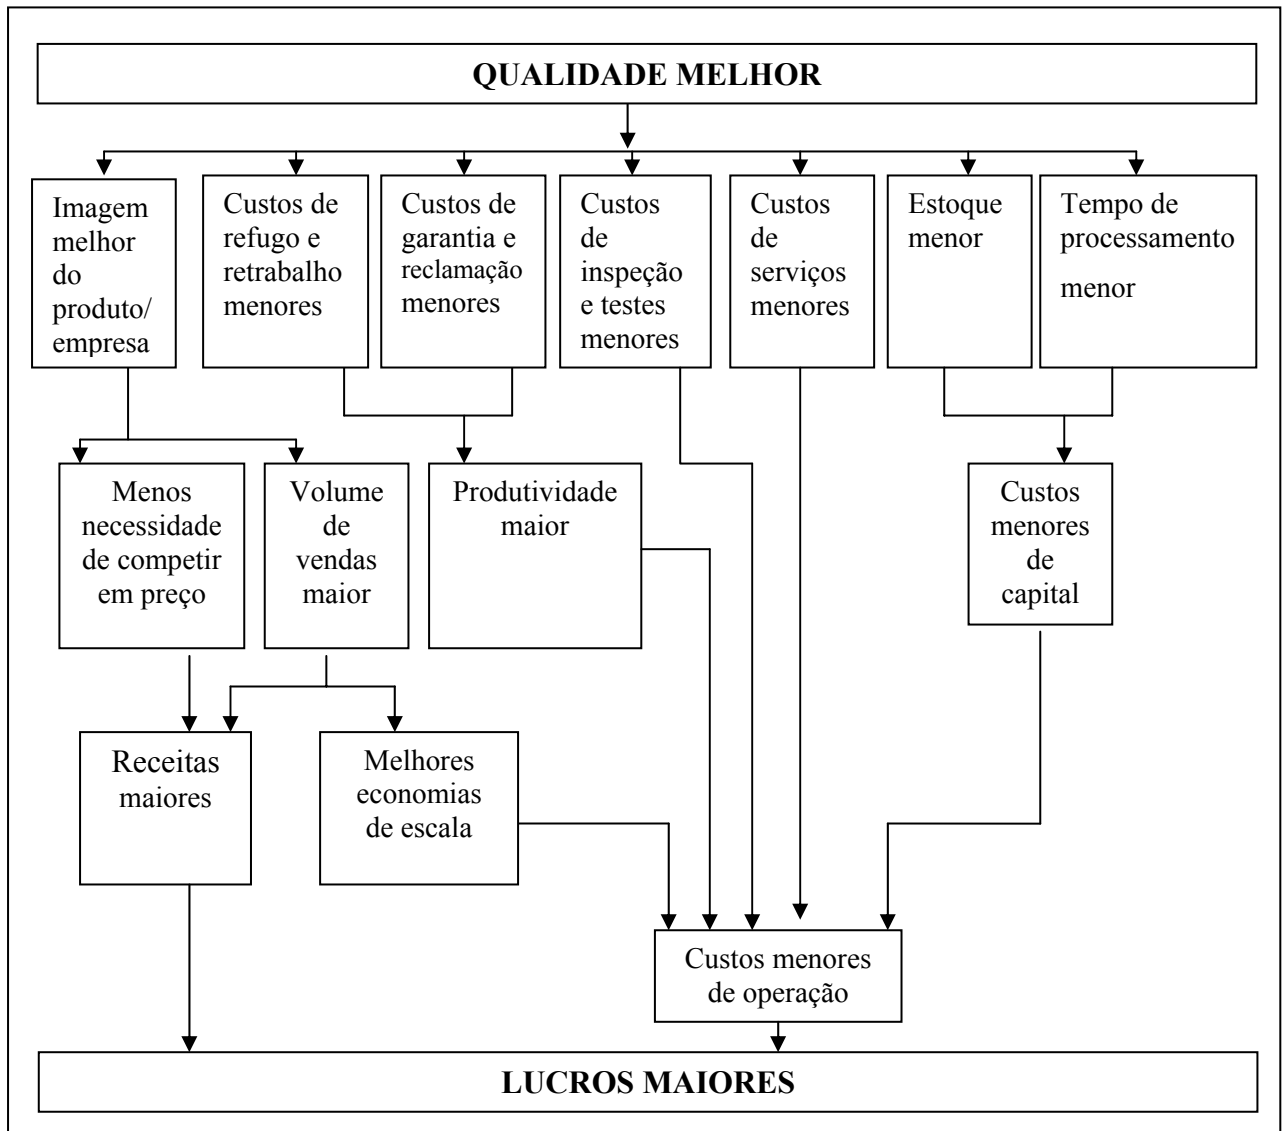 QUALIDADE MELHOR
Imagem
melhor
do
produto/
empresa
Custos de
refugo e
retrabalho
menores
Custos de
garantia e
reclamação
menores
Custos
de
inspeção
e testes
menores
Custos
de
serviços
menores
Estoque
menor
Tempo de
processamento
menor
Menos
necessidade
de competir
em preço
Volume
de
vendas
maior
Produtividade
maior
Custos
menores
de
capital
Receitas
maiores
Melhores
economias
de escala
Custos menores
de operação
LUCROS MAIORES